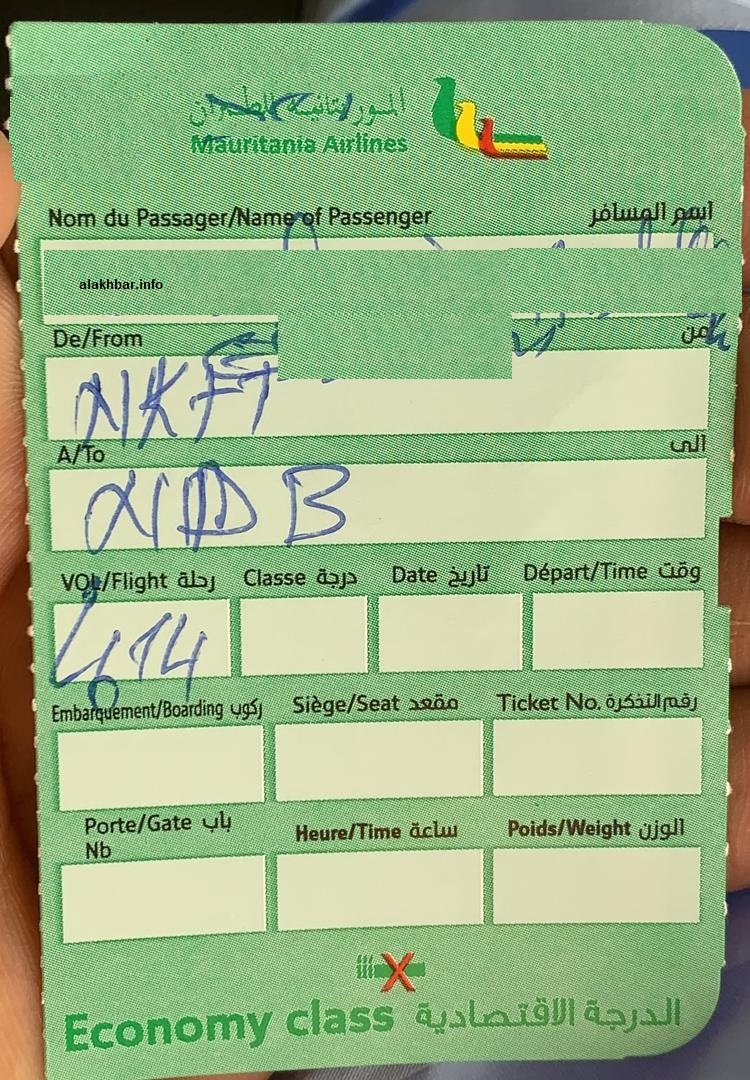 الموريتانية للطيران
Mauritania Airlines
Nom du Passager/Name of Passenger اسم المسافر
alakhbar.info
De/From من
NKFT
A/To الى
NDB
VOL/Flight رحلة Classe درجة Date تاريخ Départ/Time وقت
414
Embarquement/Boarding ركوب Siège/Seat مقعد Ticket No. رقم التذكرة
Porte/Gate باب Heure/Time ساعة Poids/Weight الوزن
Nb
Economy class الدرجة الاقتصادية